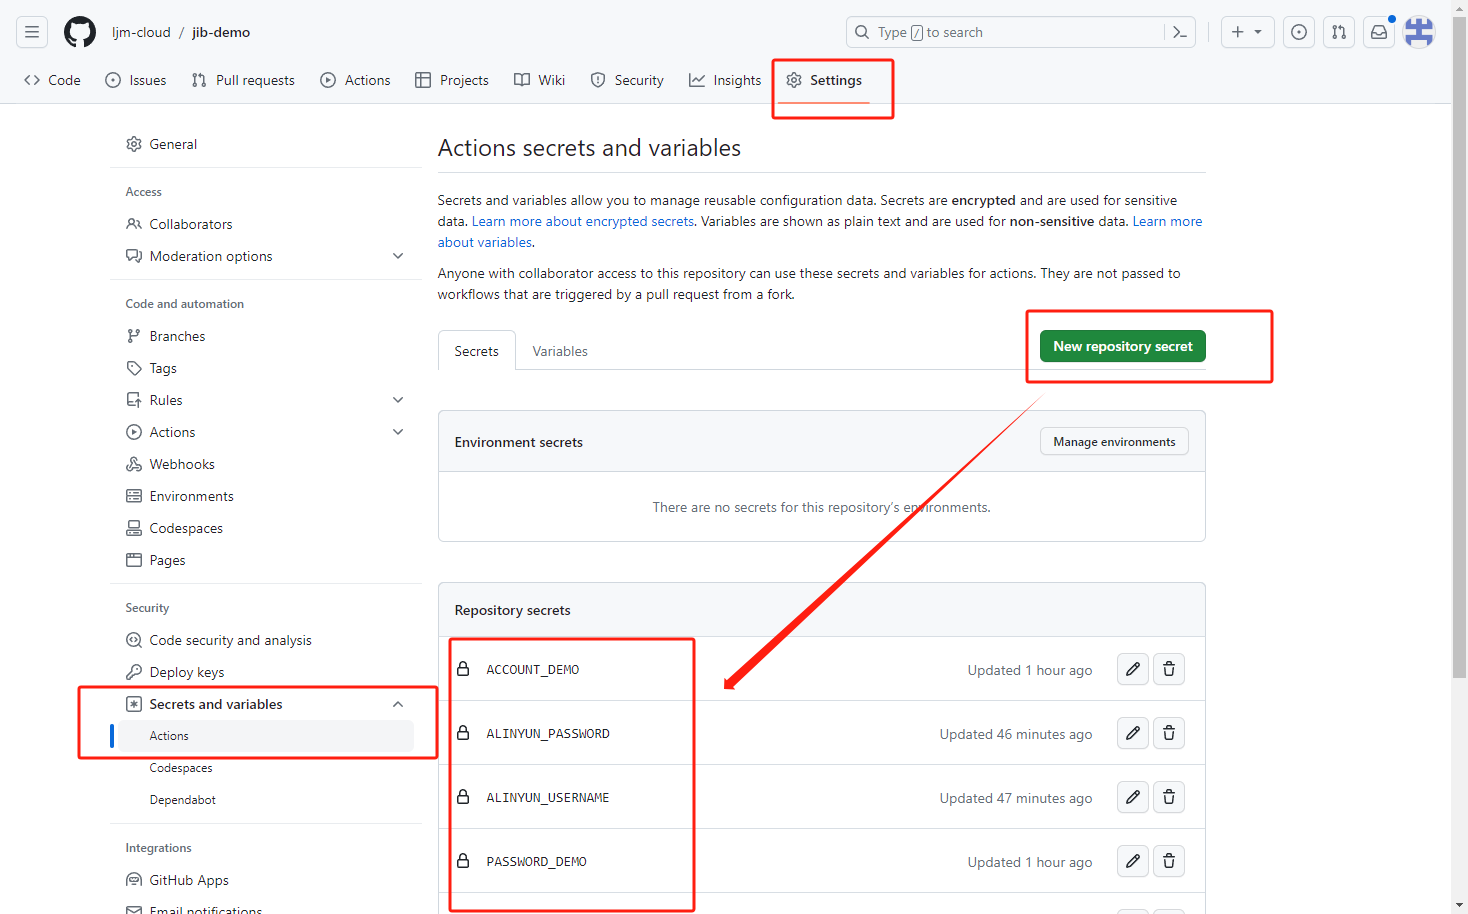 ljm-cloud / jib-demo
Type / to search
Code
Issues
Pull requests
Actions
Projects
Wiki
Security
Insights
Settings
General
Access
Collaborators
Moderation options
Code and automation
Branches
Tags
Rules
Actions
Webhooks
Environments
Codespaces
Pages
Security
Code security and analysis
Deploy keys
Secrets and variables
Actions
Codespaces
Dependabot
Integrations
GitHub Apps
Email notifications
Actions secrets and variables
Secrets and variables allow you to manage reusable configuration data. Secrets are encrypted and are used for sensitive
data. Learn more about encrypted secrets. Variables are shown as plain text and are used for non-sensitive data. Learn more
about variables.
Anyone with collaborator access to this repository can use these secrets and variables for actions. They are not passed to
workflows that are triggered by a pull request from a fork.
Secrets
Variables
New repository secret
Environment secrets
Manage environments
There are no secrets for this repository's environments.
Repository secrets
ACCOUNT_DEMO
Updated 1 hour ago
ALINYUN_PASSWORD
Updated 46 minutes ago
ALINYUN_USERNAME
Updated 47 minutes ago
PASSWORD_DEMO
Updated 1 hour ago